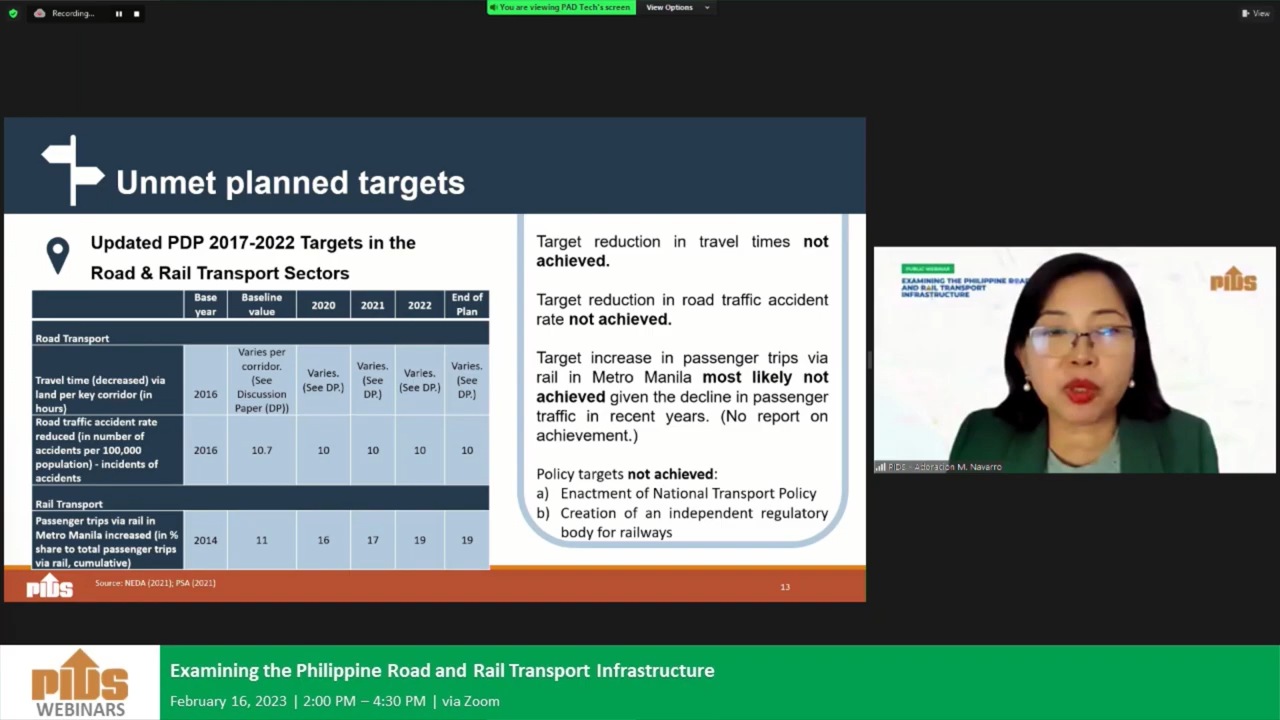 Recording...
You are viewing PAD Tech's screen
View Options
View
Unmet planned targets
Updated PDP 2017-2022 Targets in the
Road & Rail Transport Sectors
Base year
Baseline value
2020
2021
2022
End of Plan
Road Transport
Travel time (decreased) via land per key corridor (in hours)
2016
Varies per corridor. (See Discussion Paper (DP))
Varies. (See DP.)
Varies. (See DP.)
Varies. (See DP.)
Varies. (See DP.)
Road traffic accident rate reduced (in number of accidents per 100,000 population) - incidents of accidents
2016
10.7
10
10
10
10
Rail Transport
Passenger trips via rail in Metro Manila increased (in % share to total passenger trips via rail, cumulative)
2014
11
16
17
19
19
Target reduction in travel times not
achieved.
Target reduction in road traffic accident
rate not achieved.
Target increase in passenger trips via
rail in Metro Manila most likely not
achieved given the decline in passenger
traffic in recent years. (No report on
achievement.)
Policy targets not achieved:
a) Enactment of National Transport Policy
b) Creation of an independent regulatory
body for railways
PIDS
Source: NEDA (2021); PSA (2021)
13
PUBLIC WEBINAR
EXAMINING THE PHILIPPINE ROAD
AND RAIL TRANSPORT
INFRASTRUCTURE
PIDS
PIDS - Adoracion M. Navarro
PIDS
WEBINARS
Examining the Philippine Road and Rail Transport Infrastructure
February 16, 2023 | 2:00 PM – 4:30 PM | via Zoom